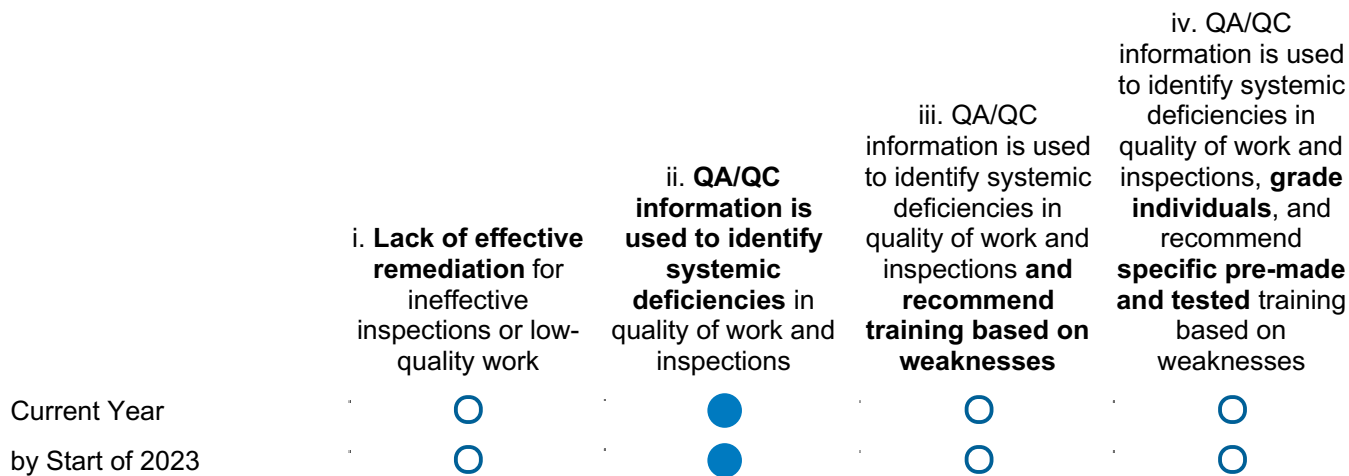 i. Lack of effective
remediation for
ineffective
inspections or low-
quality work
ii. QA/QC
information is
used to identify
systemic
deficiencies in
quality of work and
inspections
iii. QA/QC
information is used
to identify systemic
deficiencies in
quality of work and
inspections and
recommend
training based on
weaknesses
iv. QA/QC
information is used
to identify systemic
deficiencies in
quality of work and
inspections, grade
individuals, and
recommend
specific pre-made
and tested training
based on
weaknesses
Current Year
by Start of 2023